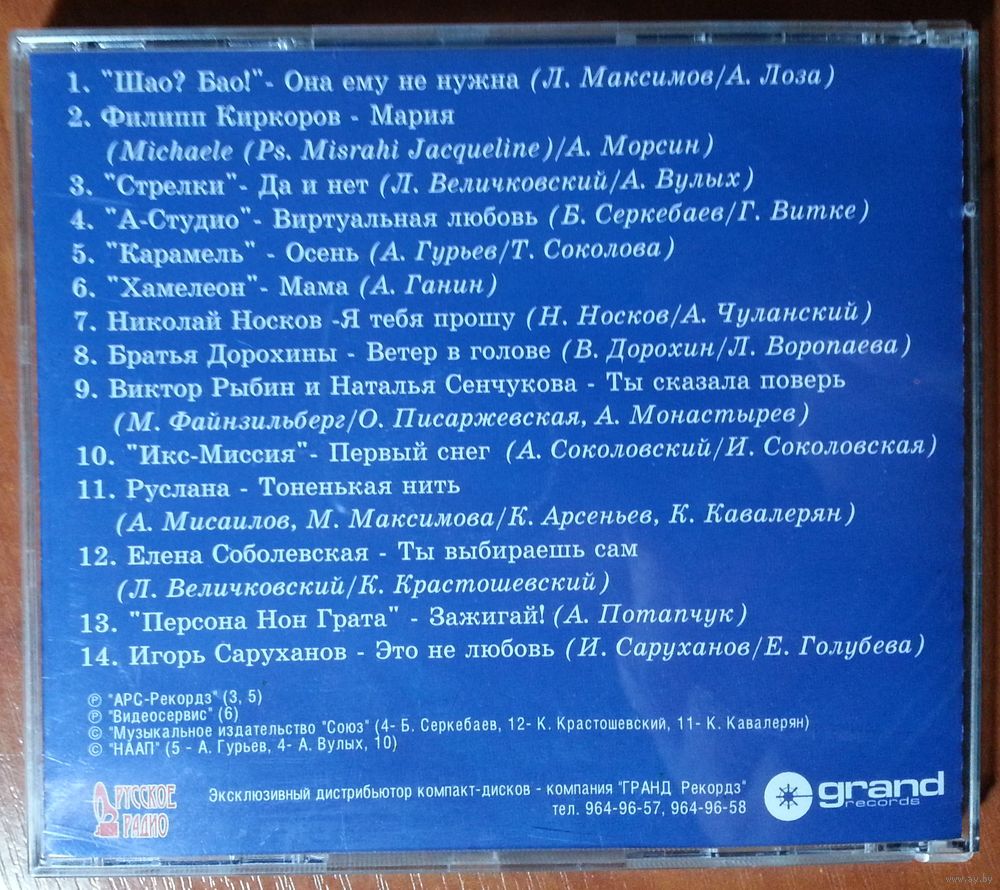 1. "Шао? Бао!"- Она ему не нужна (Л. Максимов/А. Лоза)
2. Филипп Киркоров - Мария
(Michaele (Ps. Misrahi Jacqueline)/А. Морсин)
3. "Стрелки"- Да и нет (Л. Величковский/А. Вулых)
4. "А-Студио"- Виртуальная любовь (Б. Серкебаев/Г. Витке)
5. "Карамель" - Осень (А. Гурьев/Т. Соколова)
6. "Хамелеон"- Мама (А. Ганин)
7. Николай Носков -Я тебя прошу (Н. Носков/А. Чуланский)
8. Братья Дорохины - Ветер в голове (В. Дорохин/Л. Воропаева)
9. Виктор Рыбин и Наталья Сенчукова - Ты сказала поверь
(М. Файнзильберг/О. Писаржевская, А. Монастырев)
10. "Икс-Миссия"- Первый снег (А. Соколовский/И. Соколовская)
11. Руслана - Тоненькая нить
(А. Мисаилов, М. Максимова/К. Арсеньев, К. Кавалерян)
12. Елена Соболевская - Ты выбираешь сам
(Л. Величковский/К. Крастошевский)
13. "Персона Нон Грата" - Зажигай! (А. Потапчук)
14. Игорь Саруханов - Это не любовь (И. Саруханов/Е. Голубева)
℗ "АРС-Рекордз" (3, 5)
℗ "Видеосервис" (6)
© "Музыкальное издательство "Союз" (4- Б. Серкебаев, 12- К. Крастошевский, 11- К. Кавалерян)
© "НААП" (5 - А. Гурьев, 4- А. Вулых, 10)
РУССКОЕ
РАДИО
Эксклюзивный дистрибьютор компакт-дисков - компания "ГРАНД Рекордз"
тел. 964-96-57, 964-96-58
grand
records
www.ay.by